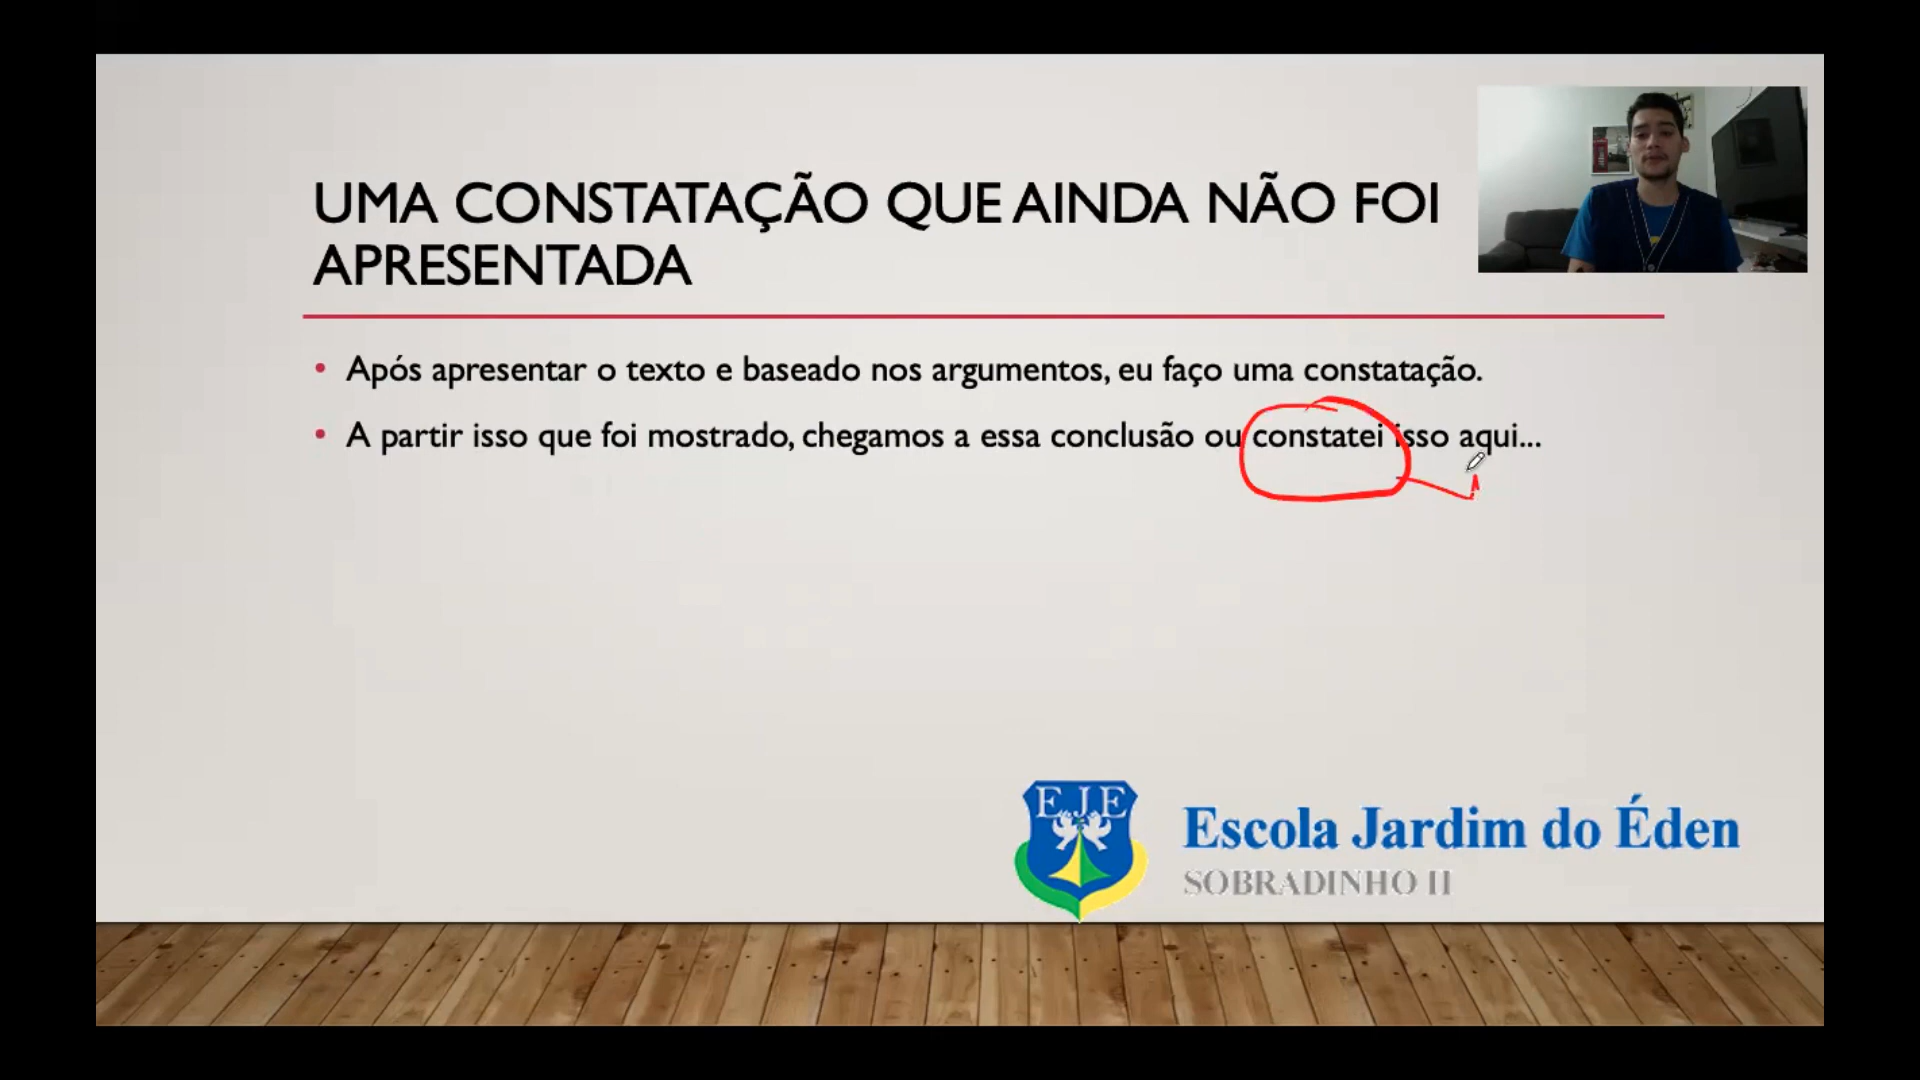 UMA CONSTATAÇÃO QUE AINDA NÃO FOI
APRESENTADA
• Após apresentar o texto e baseado nos argumentos, eu faço uma constatação.
• A partir isso que foi mostrado, chegamos a essa conclusão ou constatei isso aqui...
EJE
Escola Jardim do Éden
SOBRADINHO II